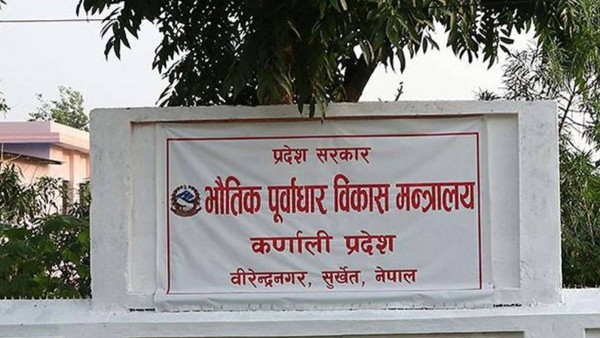 प्रदेश सरकार
भौतिक पूर्वाधार विकास मन्त्रालय
कर्णाली प्रदेश
वीरेन्द्रनगर, सुर्खेत, नेपाल